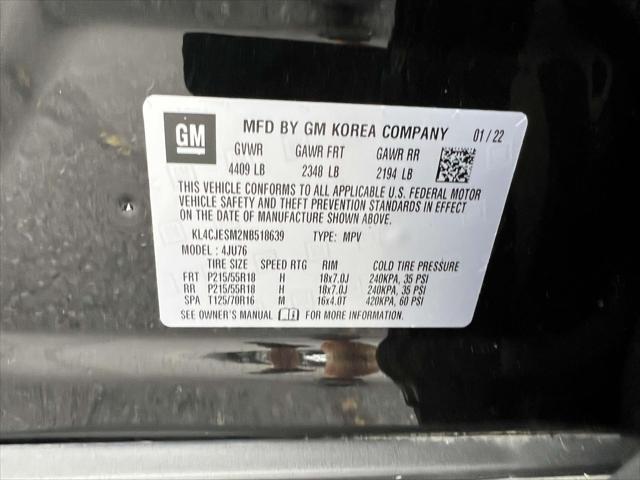 GM MFD BY GM KOREA COMPANY 01/22
GVWR GAWR FRT GAWR RR
4409 LB 2348 LB 2194 LB
THIS VEHICLE CONFORMS TO ALL APPLICABLE U.S. FEDERAL MOTOR
VEHICLE SAFETY AND THEFT PREVENTION STANDARDS IN EFFECT
ON THE DATE OF MANUFACTURE SHOWN ABOVE.
KL4CJESM2NB518639 TYPE: MPV
MODEL: 4JU76
TIRE SIZE SPEED RTG RIM COLD TIRE PRESSURE
FRT P215/55R18 H 18x7.0J 240KPA, 35 PSI
RR P215/55R18 H 18x7.0J 240KPA, 35 PSI
SPA T125/70R16 M 16x4.0T 420KPA, 60 PSI
SEE OWNER'S MANUAL FOR MORE INFORMATION.